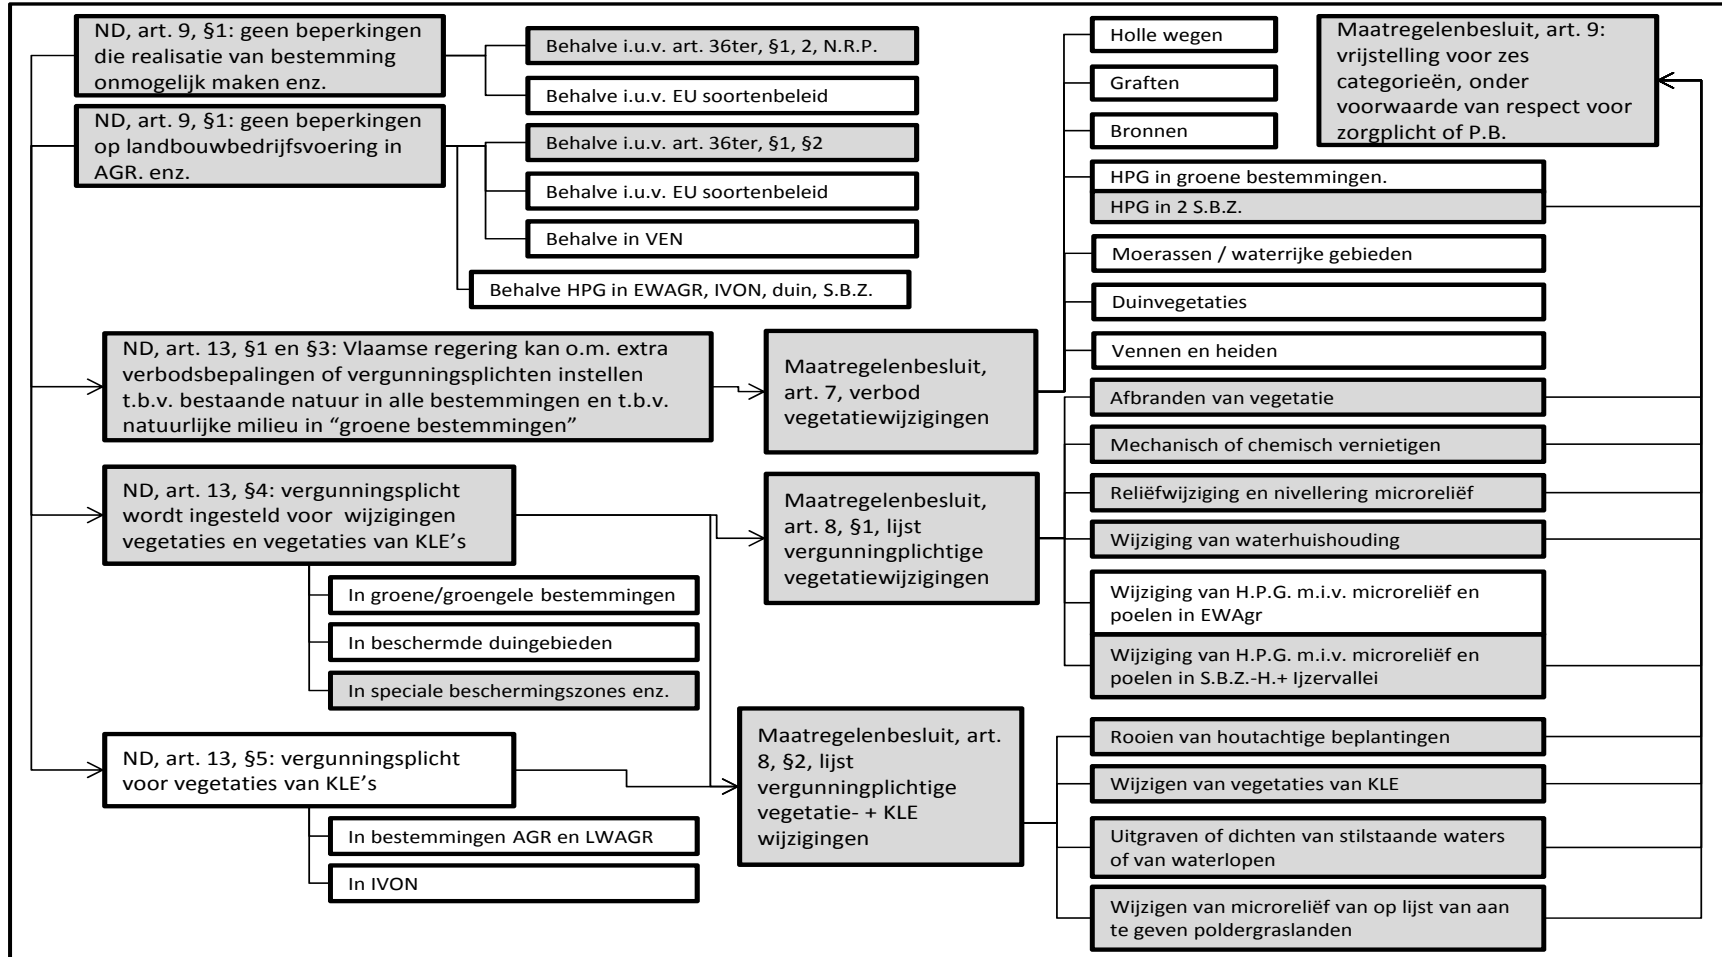 ND, art. 9, §1: geen beperkingen
die realisatie van bestemming
onmogelijk maken enz.
Behalve i.u.v. art. 36ter, §1, 2, N.R.P.
Behalve i.u.v. EU soortenbeleid
ND, art. 9, §1: geen beperkingen
op landbouwbedrijfsvoering in
AGR. enz.
Behalve i.u.v. art. 36ter, §1, §2
Behalve i.u.v. EU soortenbeleid
Behalve in VEN
Behalve HPG in EWAGR, IVON, duin, S.B.Z.
ND, art. 13, §1 en §3: Vlaamse regering kan o.m. extra
verbodsbepalingen of vergunningsplichten instellen
t.b.v. bestaande natuur in alle bestemmingen en t.b.v.
natuurlijke milieu in “groene bestemmingen”
ND, art. 13, §4: vergunningsplicht
wordt ingesteld voor wijzigingen
vegetaties en vegetaties van KLE’s
In groene/groengele bestemmingen
In beschermde duingebieden
In speciale beschermingszones enz.
ND, art. 13, §5: vergunningsplicht
voor vegetaties van KLE’s
In bestemmingen AGR en LWAGR
In IVON
Maatregelenbesluit,
art. 7, verbod
vegetatiewijzigingen
Maatregelenbesluit,
art. 8, §1, lijst
vergunningplichtige
vegetatiewijzigingen
Maatregelenbesluit, art.
8, §2, lijst
vergunningplichtige
vegetatie- + KLE
wijzigingen
Holle wegen
Graften
Bronnen
HPG in groene bestemmingen.
HPG in 2 S.B.Z.
Moerassen / waterrijke gebieden
Duinvegetaties
Vennen en heiden
Afbranden van vegetatie
Mechanisch of chemisch vernietigen
Reliëfwijziging en nivellering microreliëf
Wijziging van waterhuishouding
Wijziging van H.P.G. m.i.v. microreliëf en
poelen in EWAgr
Wijziging van H.P.G. m.i.v. microreliëf en
poelen in S.B.Z.-H.+ Ijzervallei
Rooien van houtachtige beplantingen
Wijzigen van vegetaties van KLE
Uitgraven of dichten van stilstaande waters
of van waterlopen
Wijzigen van microreliëf van op lijst van aan
te geven poldergraslanden
Maatregelenbesluit, art. 9:
vrijstelling voor zes
categorieën, onder
voorwaarde van respect voor
zorgplicht of P.B.